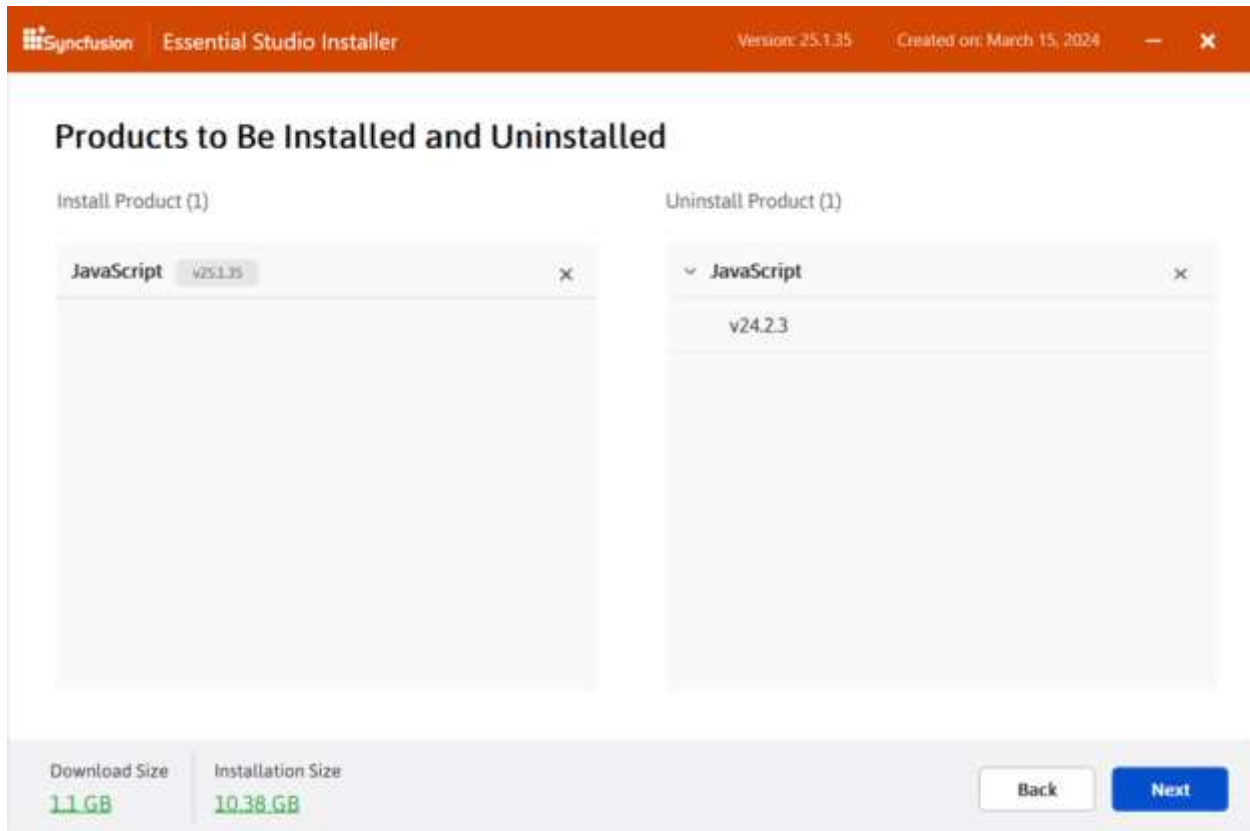 Syncfusion Essential Studio Installer Version: 25.1.35 Created on: March 15, 2024
Products to Be Installed and Uninstalled
Install Product (1)
Uninstall Product (1)
JavaScript v25.1.35
JavaScript
v24.2.3
Download Size
1.1 GB
Installation Size
10.38 GB
Back
Next